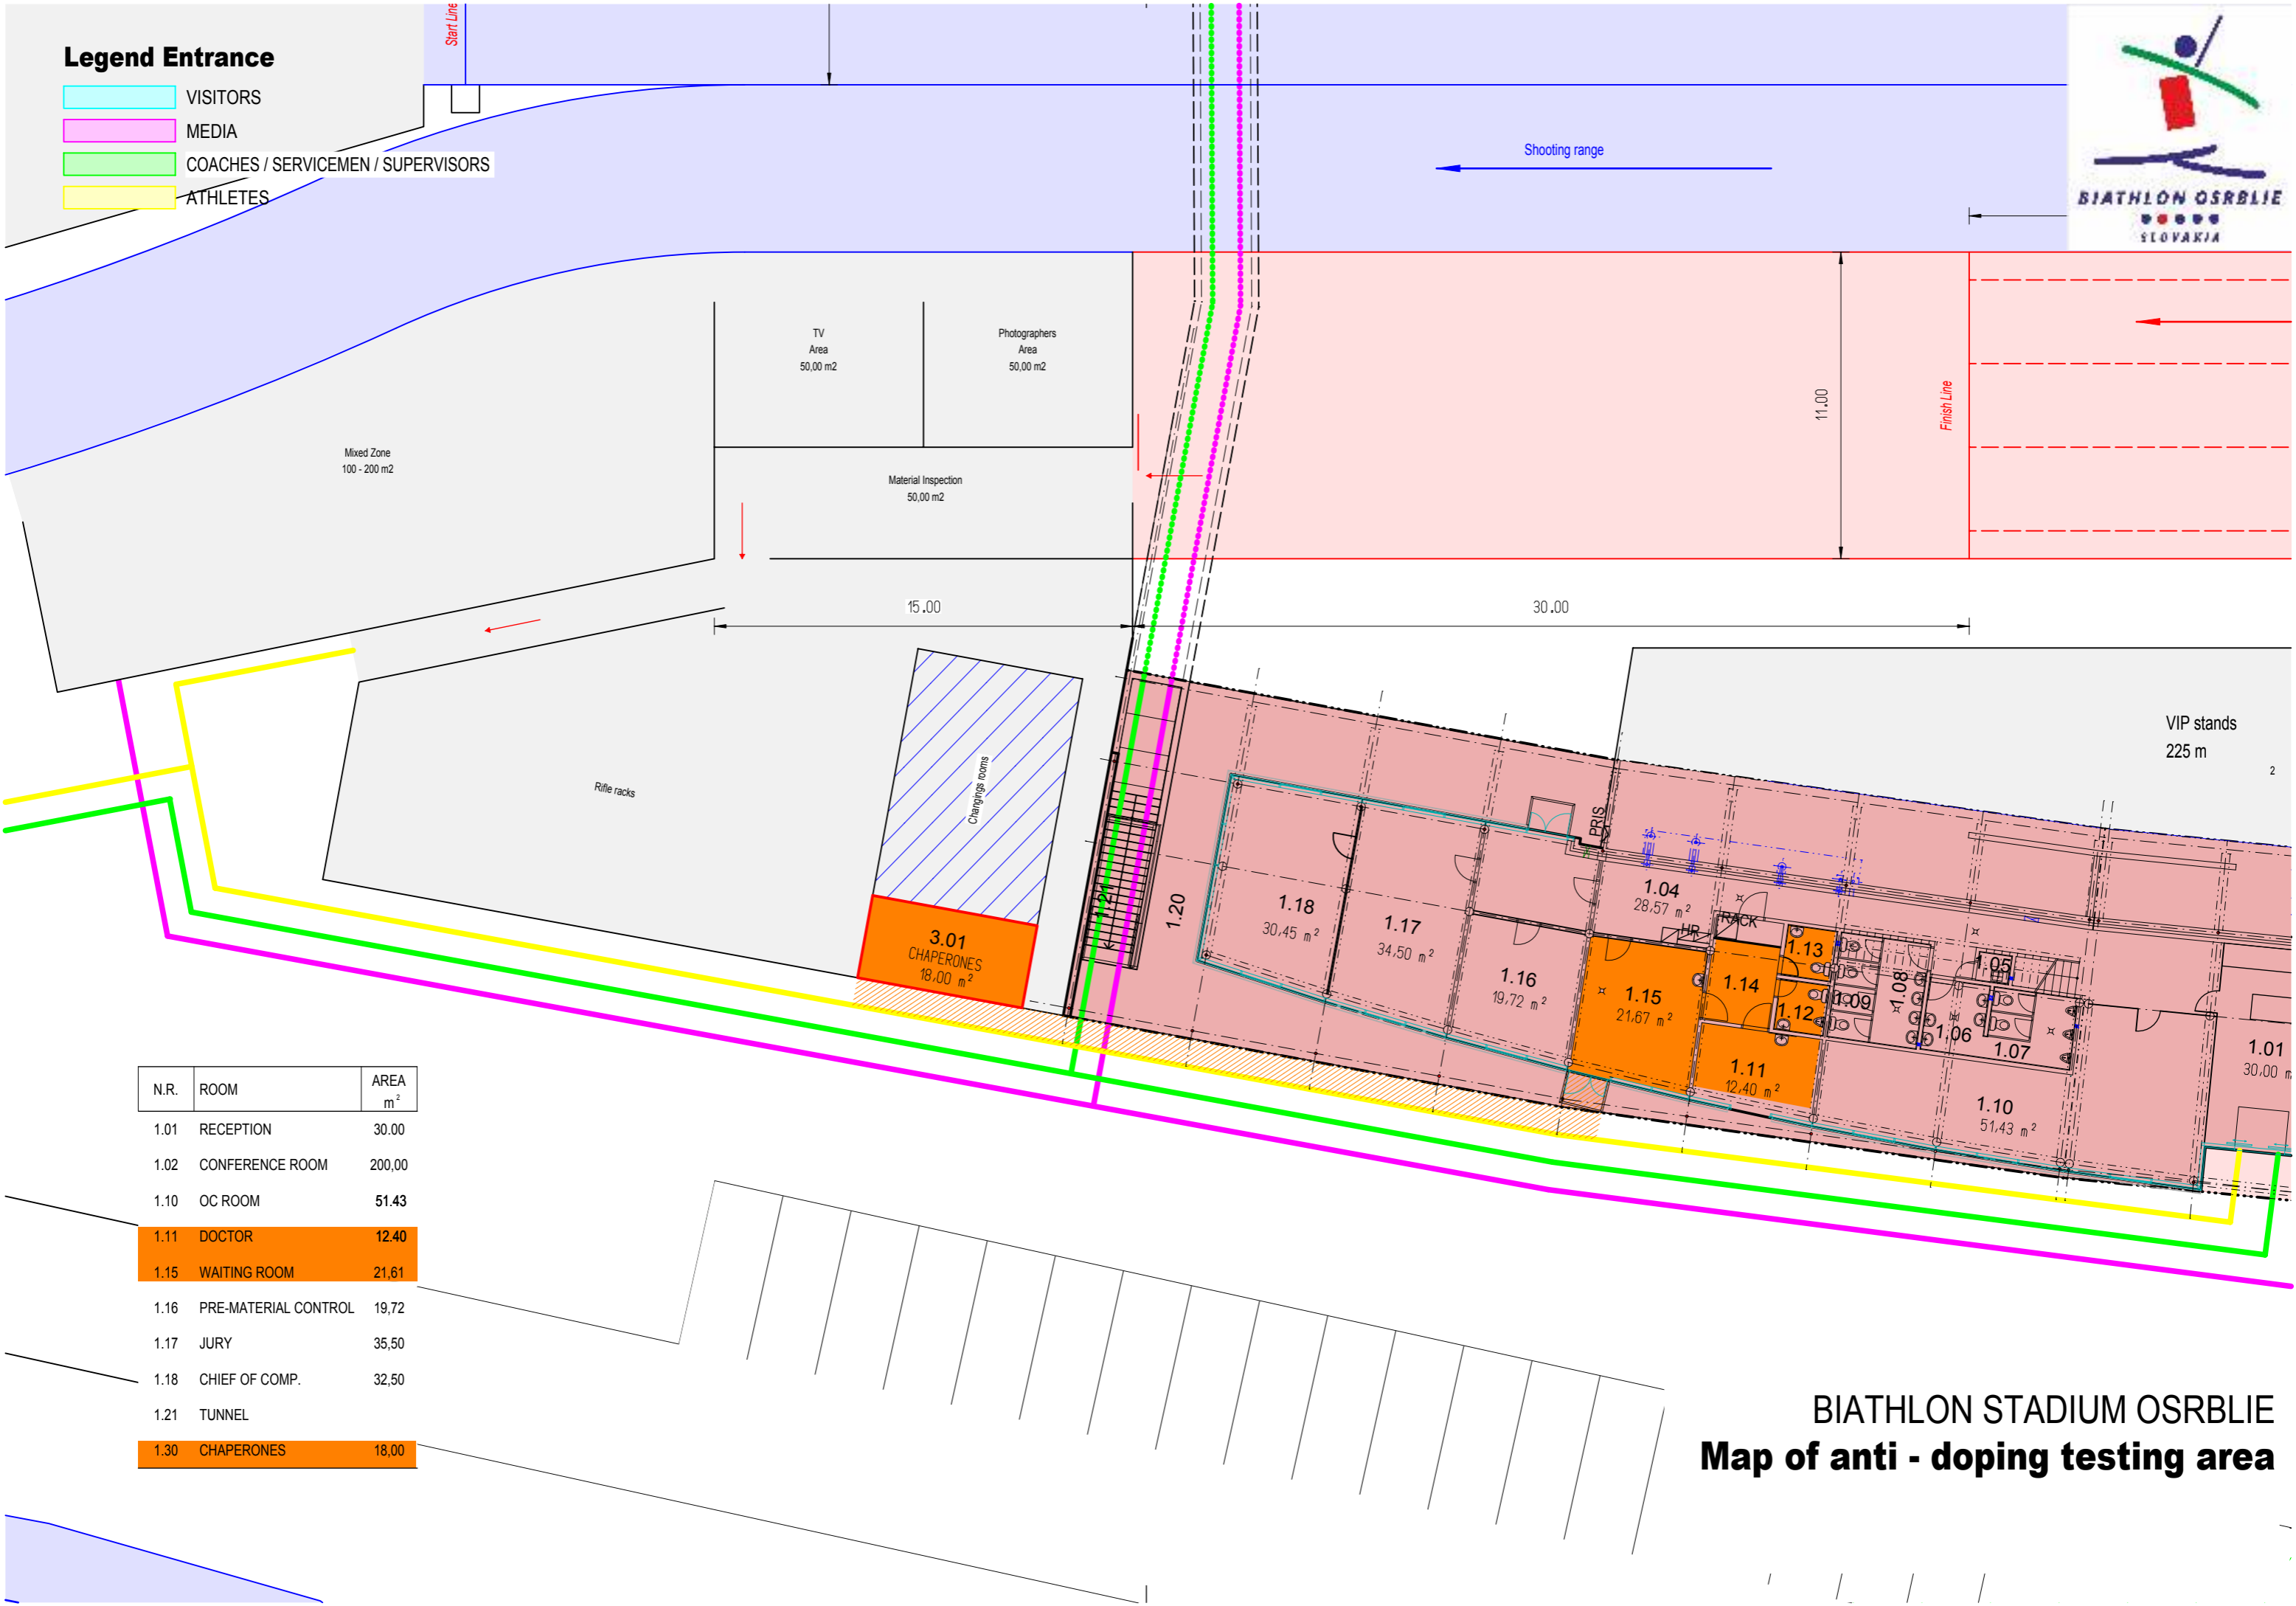 Start Line
Legend Entrance
VISITORS
MEDIA
COACHES / SERVICEMEN / SUPERVISORS
ATHLETES
Shooting range
BIATHLON OSRBLIE
SLOVAKIA
TV
Area
50,00 m2
Photographers
Area
50,00 m2
Mixed Zone
100 - 200 m2
Material Inspection
50,00 m2
11.00
Finish Line
15.00
30.00
VIP stands
225 m
2
Rifle racks
Changings rooms
3.01
CHAPERONES
18,00 m²
1.21
1.20
1.18
30,45 m²
1.17
34,50 m²
1.16
19,72 m²
PRIS
1.04
28,57 m²
HR
RACK
1.15
21,67 m²
1.14
1.13
1.12
1.11
12,40 m²
1.09
1.08
1.06
1.05
1.07
1.10
51,43 m²
1.01
30,00 m
N.R. ROOM AREA m²
1.01 RECEPTION 30.00
1.02 CONFERENCE ROOM 200,00
1.10 OC ROOM 51.43
1.11 DOCTOR 12.40
1.15 WAITING ROOM 21,61
1.16 PRE-MATERIAL CONTROL 19,72
1.17 JURY 35,50
1.18 CHIEF OF COMP. 32,50
1.21 TUNNEL
1.30 CHAPERONES 18,00
BIATHLON STADIUM OSRBLIE
Map of anti - doping testing area